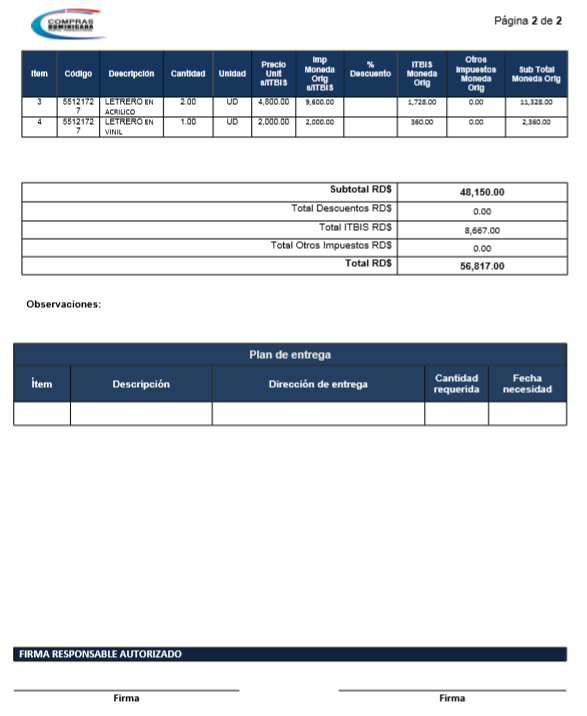 COMPRAS
DOMINICANA
Página 2 de 2
Item Código Descripción Cantidad Unidad Precio Unit s/ITBIS Imp Moneda Orig s/ITBIS % Descuento ITBIS Moneda Orig Otros Impuestos Moneda Orig Sub Total Moneda Orig
3 55121727 LETRERO EN ACRILICO 2.00 UD 4,800.00 9,600.00 1,728.00 0.00 11,328.00
4 55121727 LETRERO EN VINIL 1.00 UD 2,000.00 2,000.00 360.00 0.00 2,360.00
Subtotal RD$ 48,150.00
Total Descuentos RD$ 0.00
Total ITBIS RD$ 8,667.00
Total Otros Impuestos RD$ 0.00
Total RD$ 56,817.00
Observaciones:
Plan de entrega
Ítem Descripción Dirección de entrega Cantidad requerida Fecha necesidad
FIRMA RESPONSABLE AUTORIZADO
Firma Firma